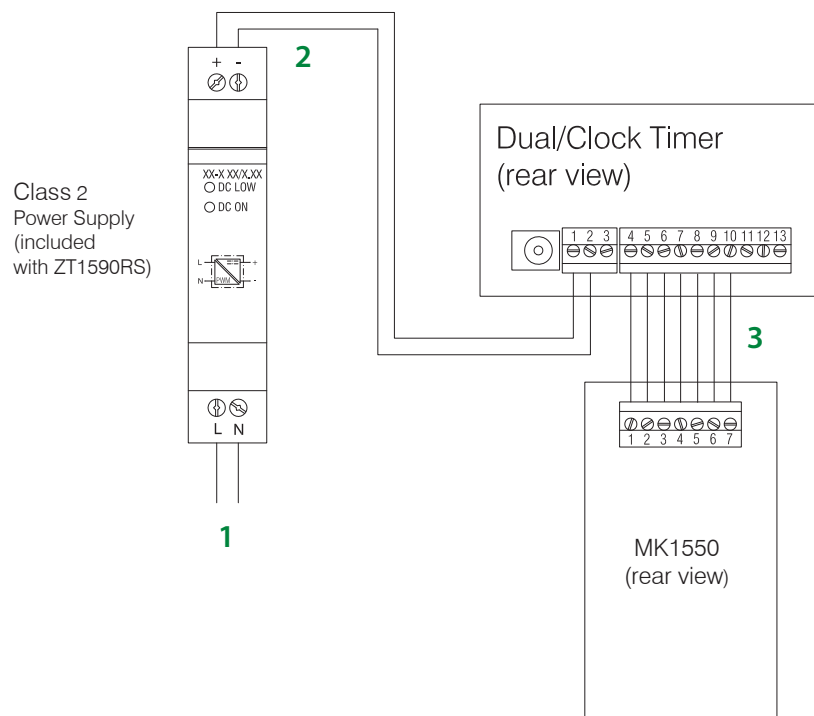 2
+ -
Dual/Clock Timer
(rear view)
XX-X XX/X.XX
DC LOW
DC ON
Class 2
Power Supply
(included
with ZT1590RS)
L +
N PWM -
1 2 3 4 5 6 7 8 9 10 11 12 13
3
L N
1 2 3 4 5 6 7
1
MK1550
(rear view)